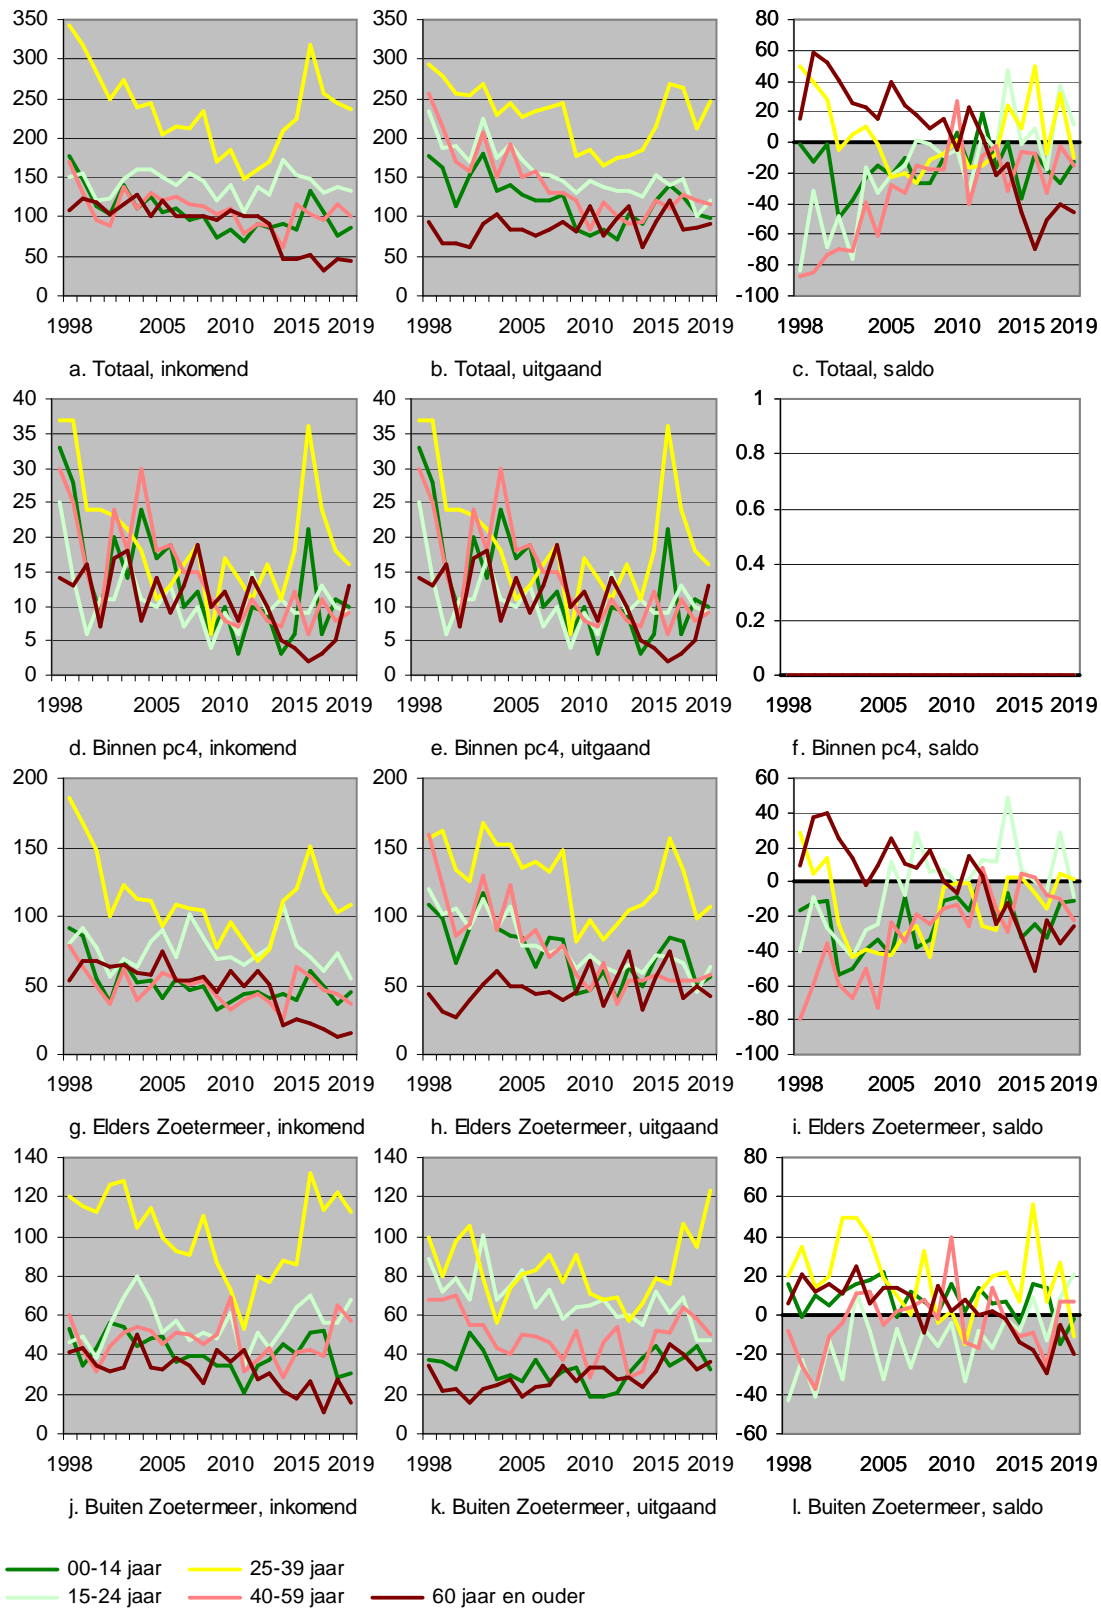 350 300 250 200 150 100 50 0
1998 2005 2010 2015 2019
a. Totaal, inkomend
350 300 250 200 150 100 50 0
1998 2005 2010 2015 2019
b. Totaal, uitgaand
80 60 40 20 0 -20 -40 -60 -80 -100
1998 2005 2010 2015 2019
c. Totaal, saldo
40 35 30 25 20 15 10 5 0
1998 2005 2010 2015 2019
d. Binnen pc4, inkomend
40 35 30 25 20 15 10 5 0
1998 2005 2010 2015 2019
e. Binnen pc4, uitgaand
1 0.8 0.6 0.4 0.2 0
1998 2005 2010 2015 2019
f. Binnen pc4, saldo
200 150 100 50 0
1998 2005 2010 2015 2019
g. Elders Zoetermeer, inkomend
200 150 100 50 0
1998 2005 2010 2015 2019
h. Elders Zoetermeer, uitgaand
60 40 20 0 -20 -40 -60 -80 -100
1998 2005 2010 2015 2019
i. Elders Zoetermeer, saldo
140 120 100 80 60 40 20 0
1998 2005 2010 2015 2019
j. Buiten Zoetermeer, inkomend
140 120 100 80 60 40 20 0
1998 2005 2010 2015 2019
k. Buiten Zoetermeer, uitgaand
80 60 40 20 0 -20 -40 -60
1998 2005 2010 2015 2019
l. Buiten Zoetermeer, saldo
00-14 jaar 25-39 jaar
15-24 jaar 40-59 jaar 60 jaar en ouder